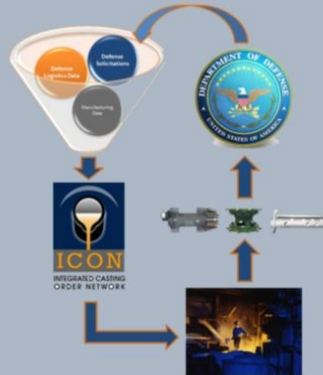 Defense
Logistics Data
Defense
Solicitations
Manufacturing
Data
DEPARTMENT OF DEFENSE
UNITED STATES OF AMERICA
ICON
INTEGRATED CASTING
ORDER NETWORK